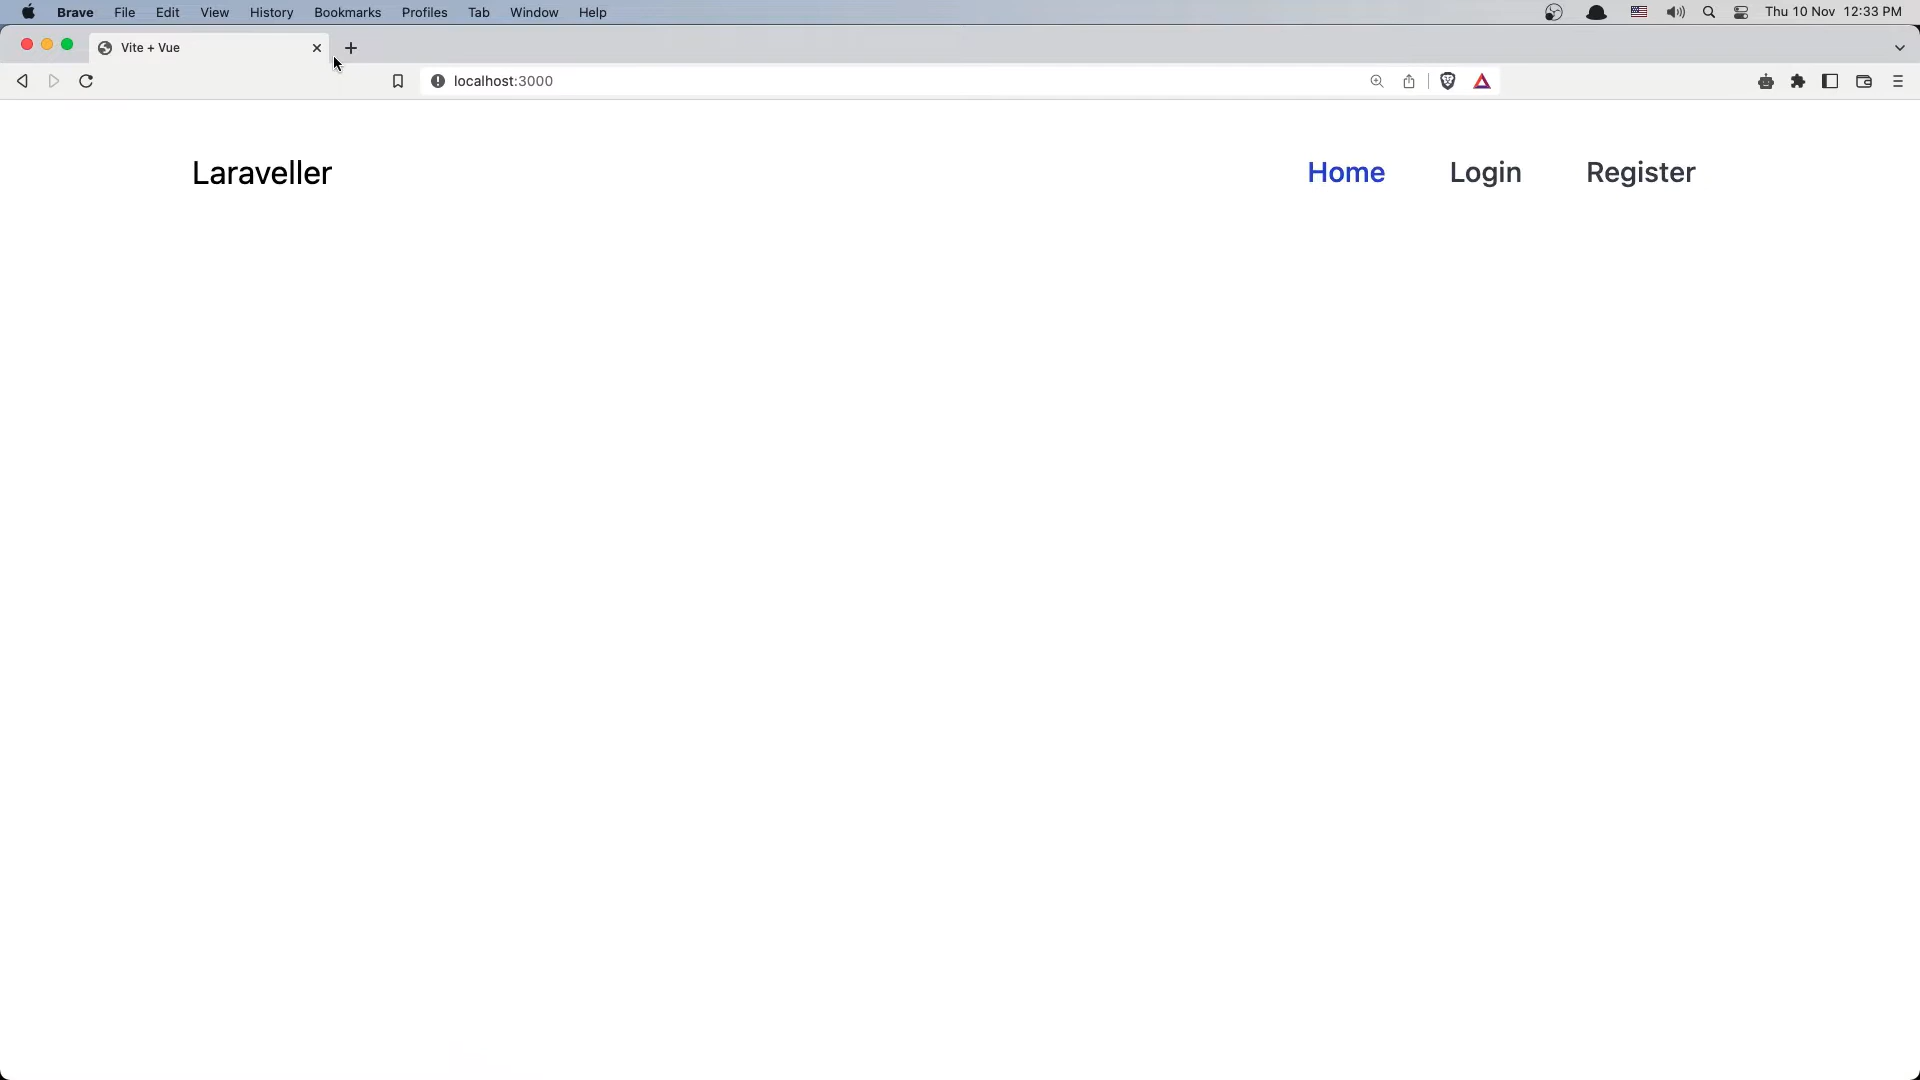 Brave File Edit View History Bookmarks Profiles Tab Window Help Thu 10 Nov 12:33 PM
Vite + Vue
localhost:3000
Laraveller Home Login Register